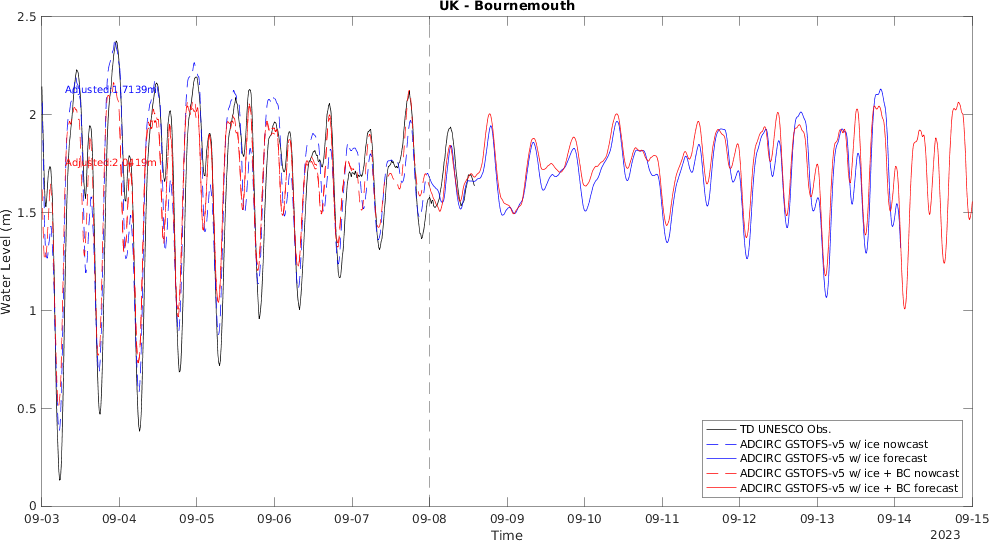 UK - Bournemouth
2.5
2
1.5
1
0.5
0
Water Level (m)
Adjusted:1.7139m
Adjusted:2.0419m
TD UNESCO Obs.
ADCIRC GSTOFS-v5 w/ ice nowcast
ADCIRC GSTOFS-v5 w/ ice forecast
ADCIRC GSTOFS-v5 w/ ice + BC nowcast
ADCIRC GSTOFS-v5 w/ ice + BC forecast
09-03 09-04 09-05 09-06 09-07 09-08 09-09 09-10 09-11 09-12 09-13 09-14 09-15
Time
2023